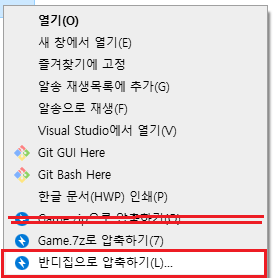 열기(O)
새 창에서 열기(E)
즐겨찾기에 고정
알송 재생목록에 추가(G)
알송으로 재생(F)
Visual Studio에서 열기(V)
Git GUI Here
Git Bash Here
한글 문서(HWP) 인쇄(P)
Game.zip으로 압축하기(Q)
Game.7z로 압축하기(7)
반디집으로 압축하기(L)...